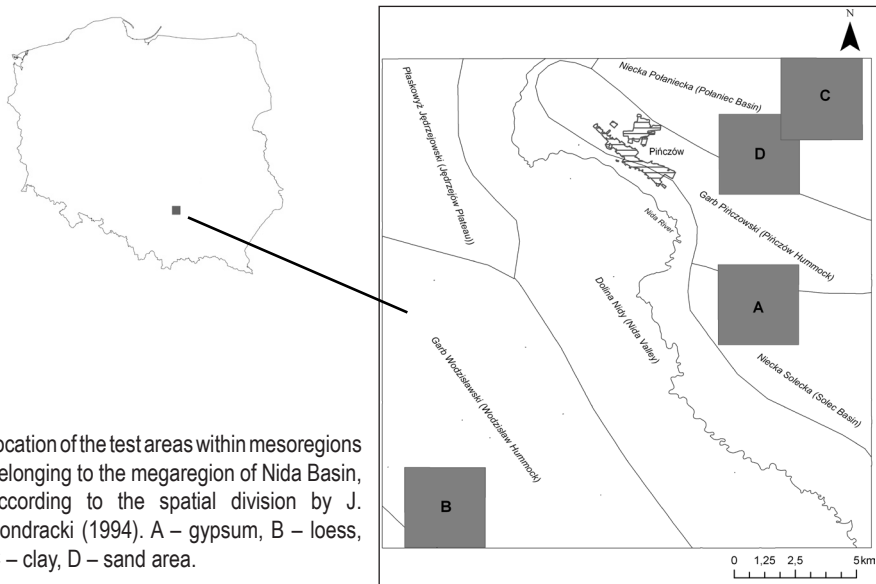 N
Niecka Połaniecka (Połaniec Basin)
C
Płaskowyż Jędrzejowski (Jędrzejów Plateau))
D
Pińczów
Garb Pińczowski (Pińczów Hummock)
Nida River
A
Dolina Nidy (Nida Valley)
Garb Wodzisławski (Wodzisław Hummock)
Niecka Solecka (Solec Basin)
B
ocation of the test areas within mesoregions
elonging to the megaregion of Nida Basin,
ccording to the spatial division by J.
ondracki (1994). A – gypsum, B – loess,
– clay, D – sand area.
0 1,25 2,5 5 km